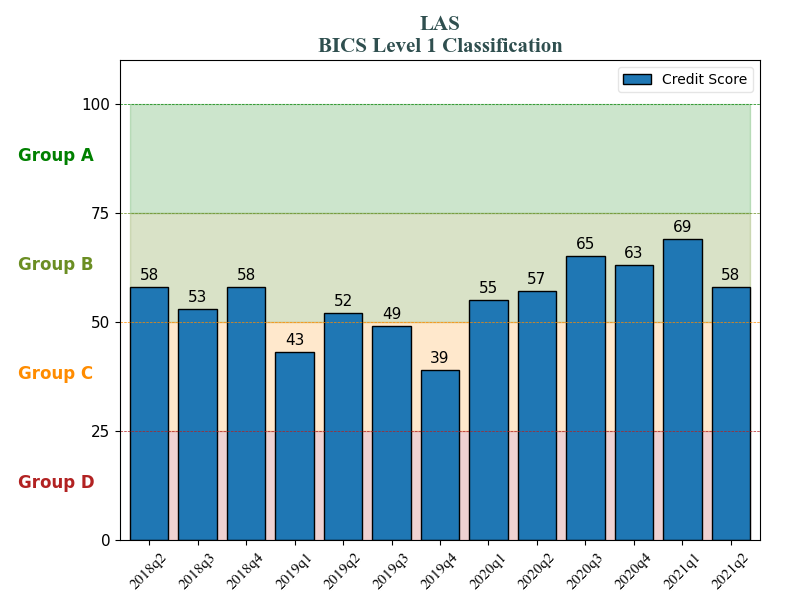 LAS
BICS Level 1 Classification
Credit Score
100
Group A
75
Group B
50
Group C
25
Group D
0
58
53
58
43
52
49
39
55
57
65
63
69
58
2018q2
2018q3
2018q4
2019q1
2019q2
2019q3
2019q4
2020q1
2020q2
2020q3
2020q4
2021q1
2021q2